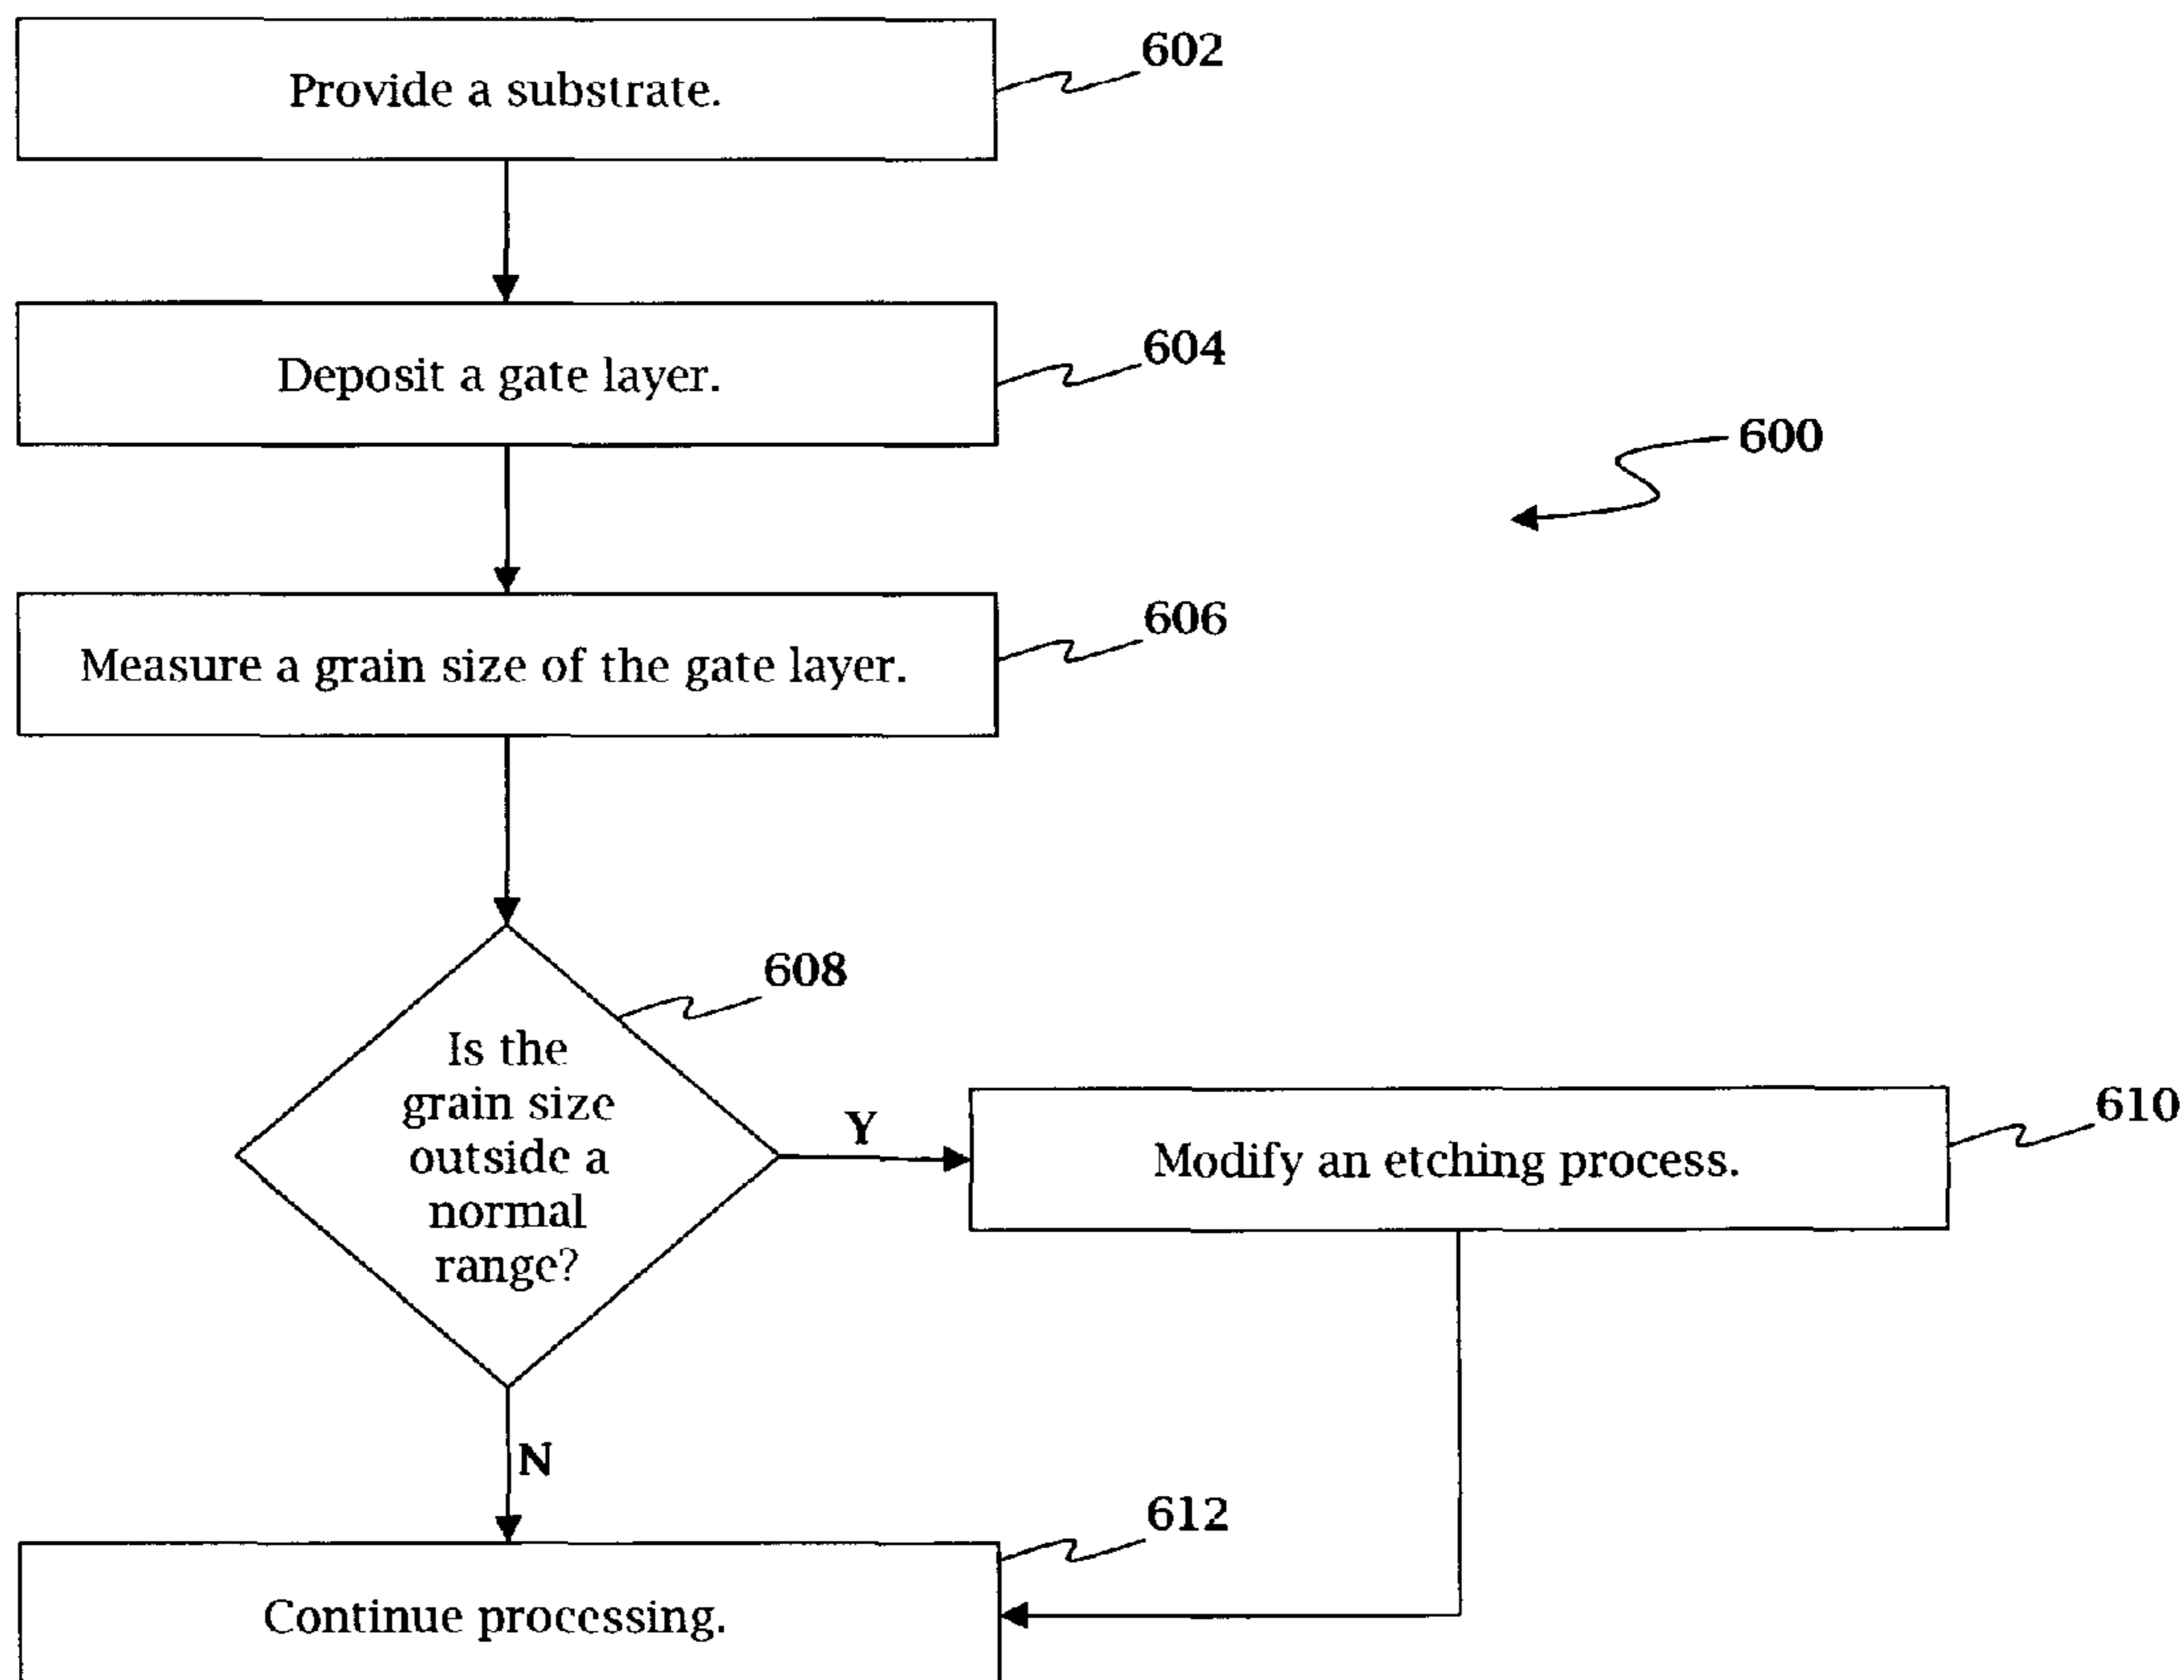 Provide a substrate.
602
Deposit a gate layer.
604
600
Measure a grain size of the gate layer.
606
608
Is the
grain size
outside a
normal
range?
Y
Modify an etching process.
610
N
612
Continue processing.